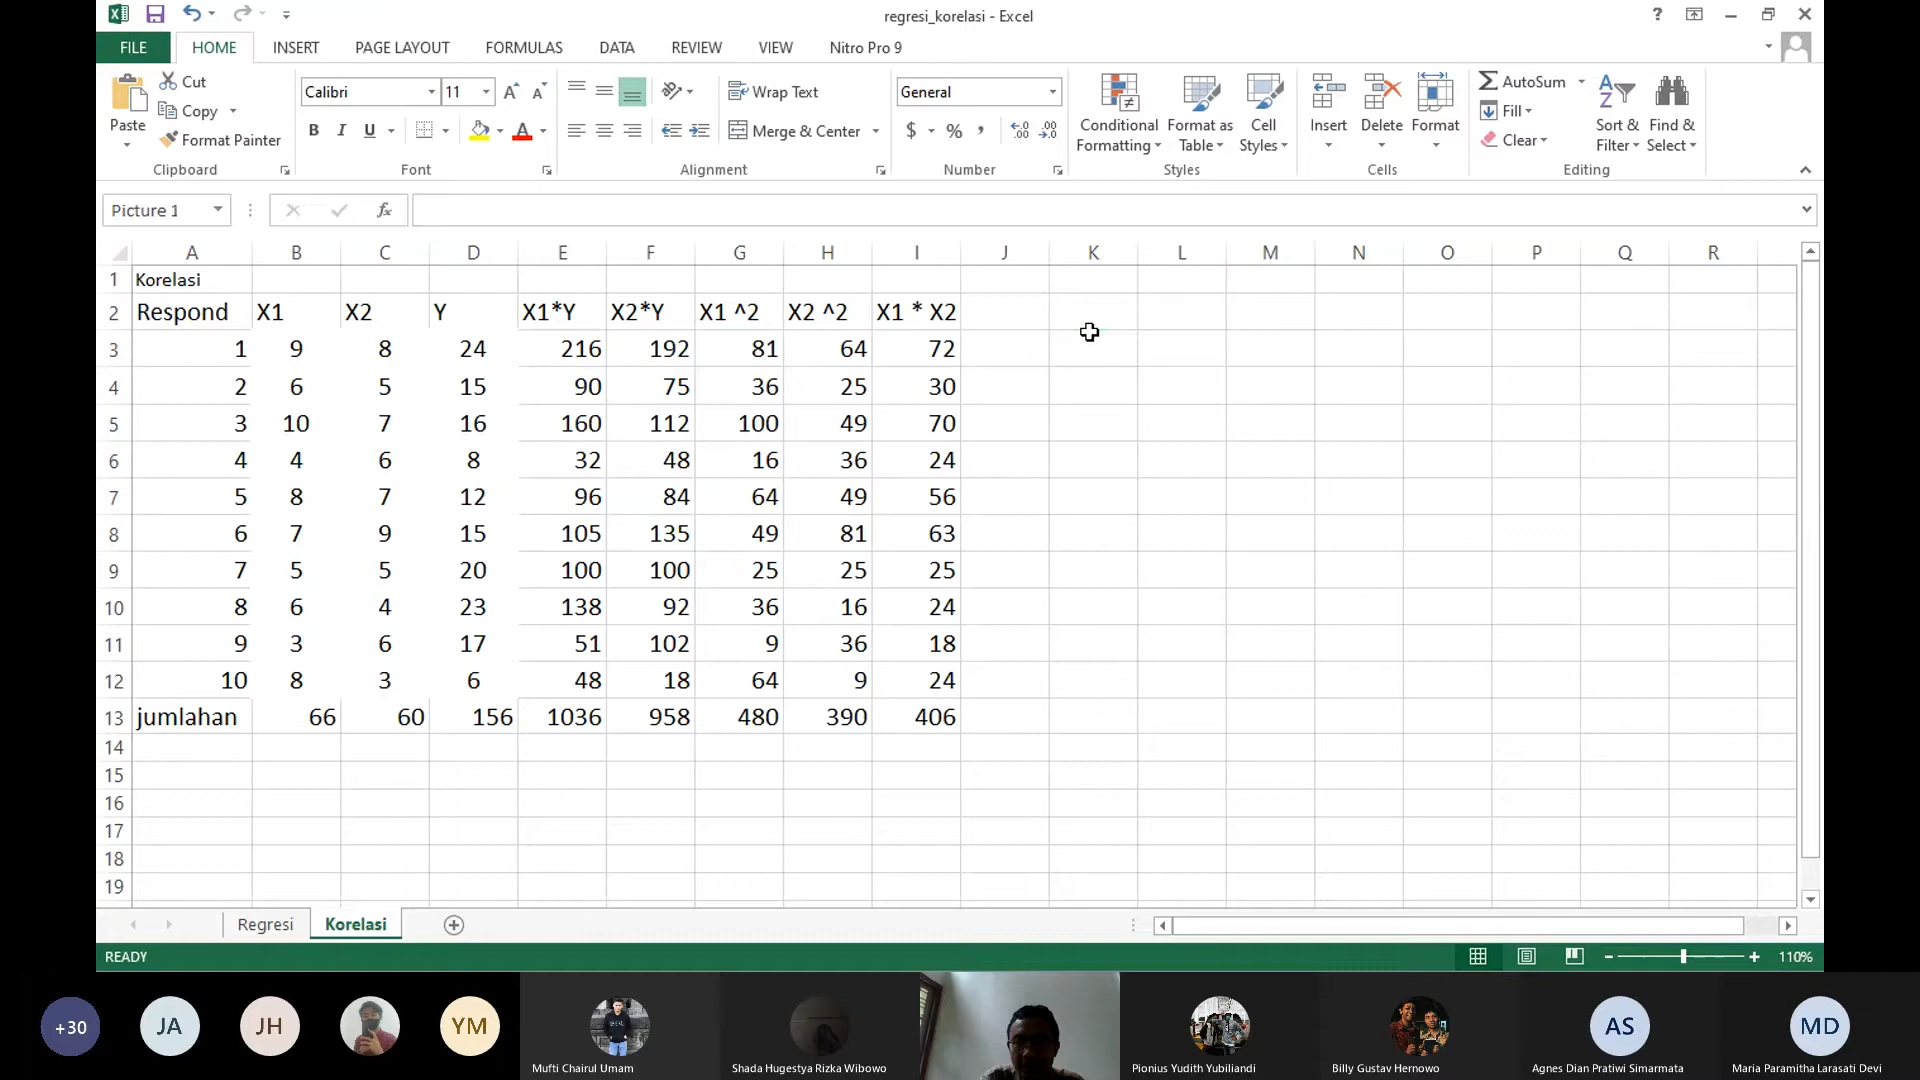 regresi_korelasi - Excel
FILE HOME INSERT PAGE LAYOUT FORMULAS DATA REVIEW VIEW Nitro Pro 9
Paste
Cut
Copy
Format Painter
Clipboard
Calibri 11
B I U
Font
Wrap Text
Merge & Center
Alignment
General
$ % ,
Number
Conditional Formatting
Format as Table
Cell Styles
Styles
Insert Delete Format
Cells
AutoSum
Fill
Clear
Sort & Filter
Find & Select
Editing
Picture 1 fx
A B C D E F G H I J K L M N O P Q R
1 Korelasi
2 Respond X1 X2 Y X1*Y X2*Y X1 ^2 X2 ^2 X1 * X2
3 1 9 8 24 216 192 81 64 72
4 2 6 5 15 90 75 36 25 30
5 3 10 7 16 160 112 100 49 70
6 4 4 6 8 32 48 16 36 24
7 5 8 7 12 96 84 64 49 56
8 6 7 9 15 105 135 49 81 63
9 7 5 5 20 100 100 25 25 25
10 8 6 4 23 138 92 36 16 24
11 9 3 6 17 51 102 9 36 18
12 10 8 3 6 48 18 64 9 24
13 jumlahan 66 60 156 1036 958 480 390 406
14
15
16
17
18
19
Regresi Korelasi
READY 110%
+30 JA JH YM AS MD
Mufti Chairul Umam Shada Hugestya Rizka Wibowo Pionius Yudith Yubiliandi Billy Gustav Hernowo Agnes Dian Pratiwi Simarmata Maria Paramitha Larasati Devi